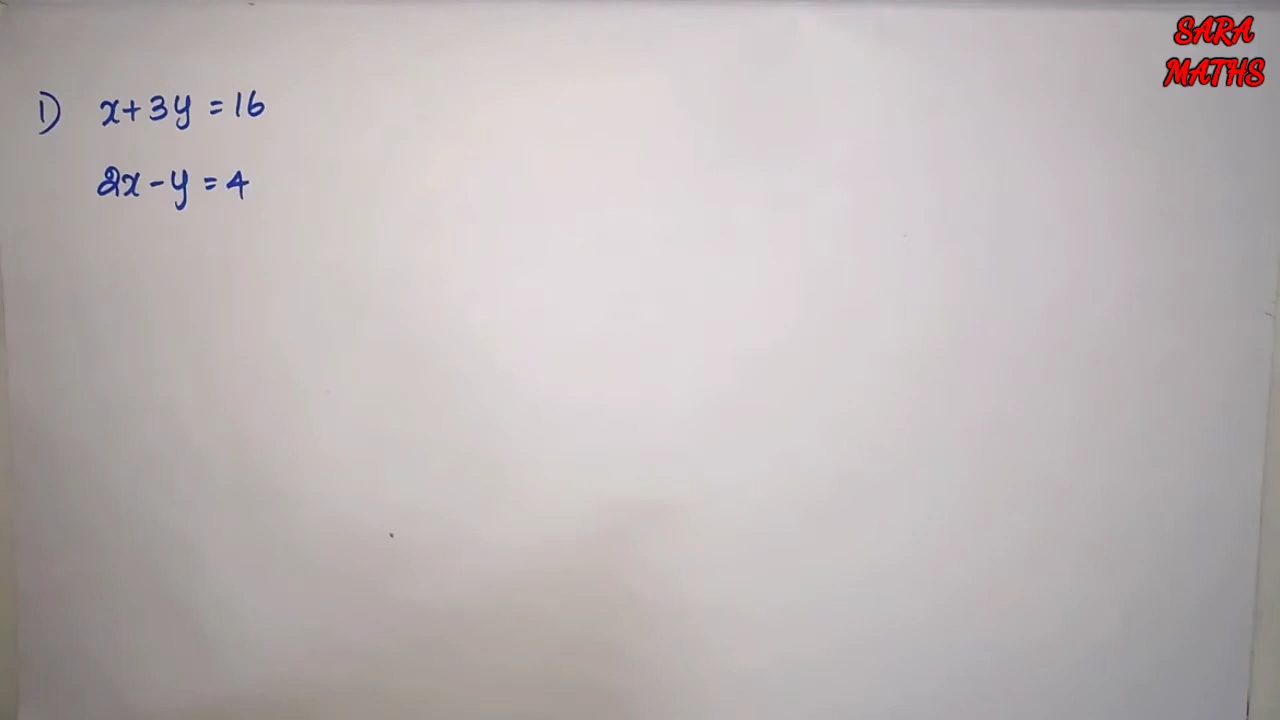 1) x+3y = 16
2x-y = 4
SARA
MATHS